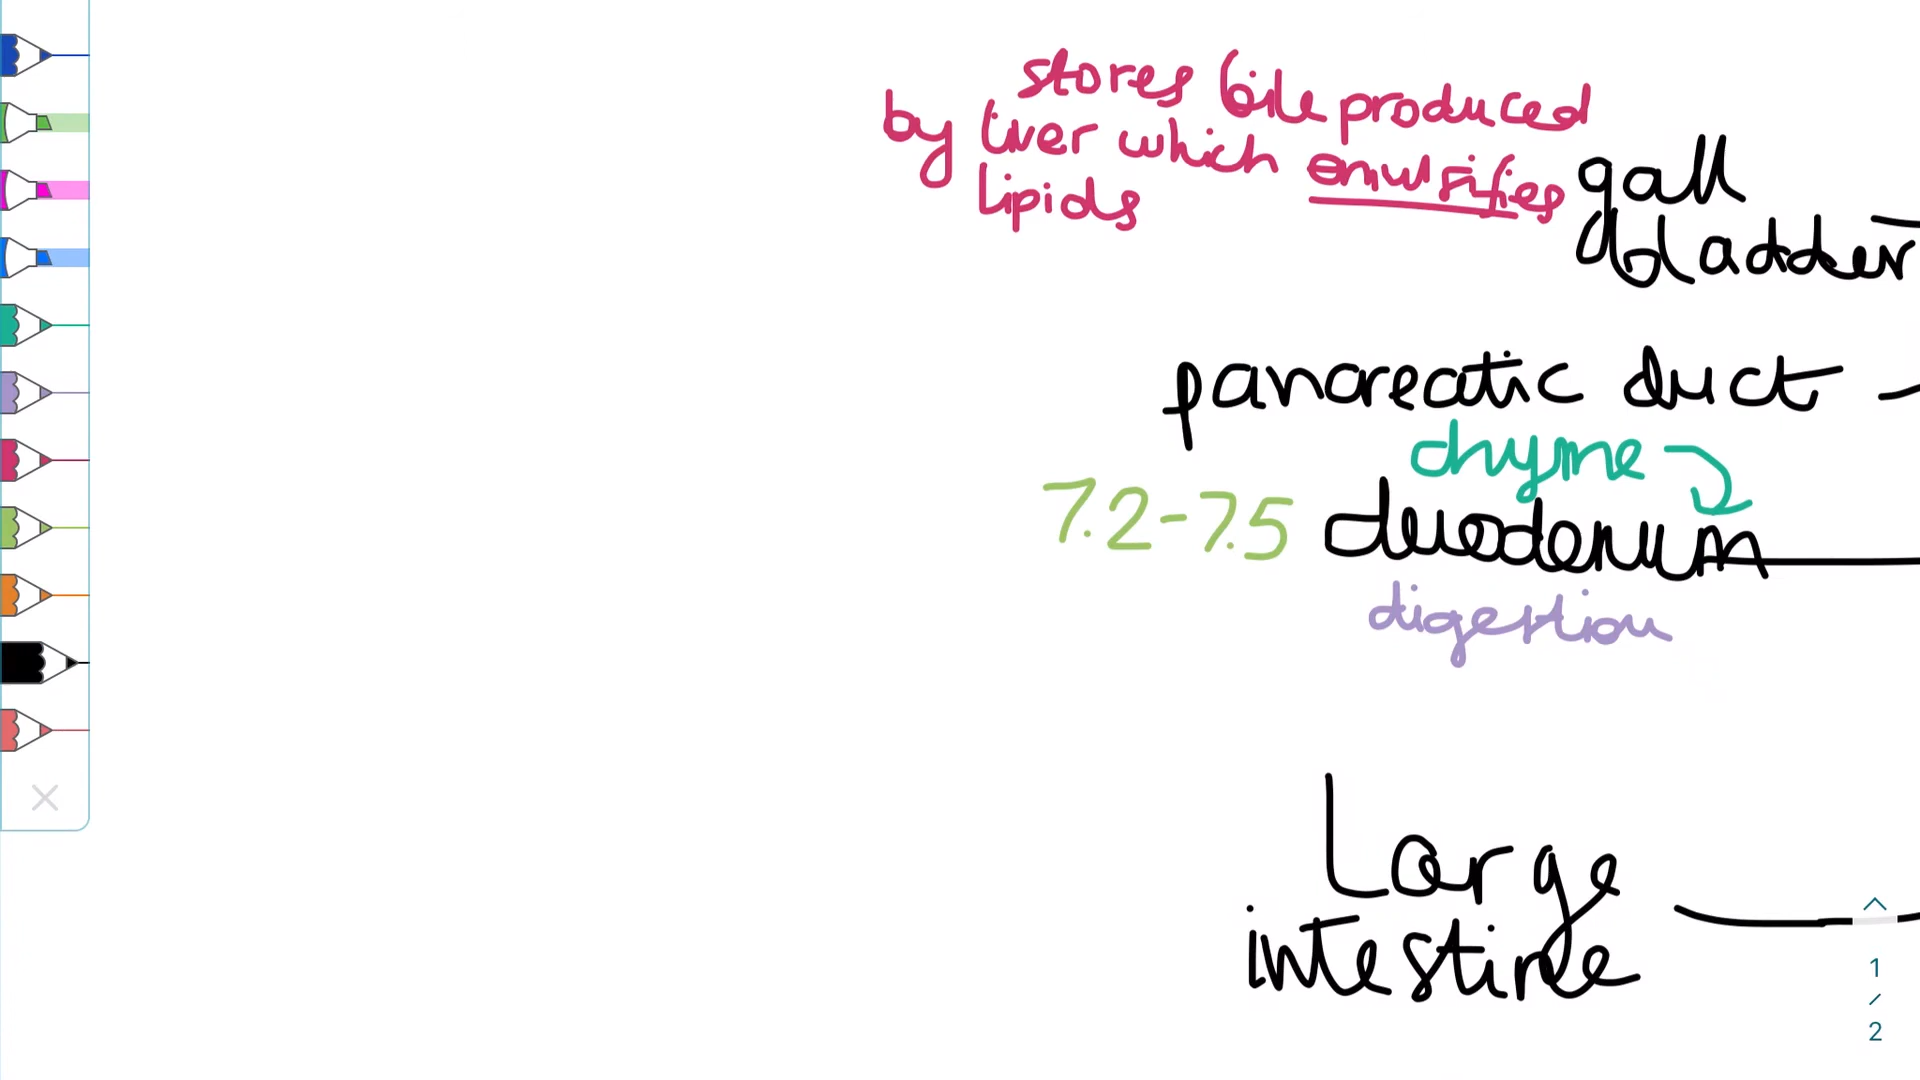 stores bile produced
by liver which emulsifies
lipids
gall
bladder
pancreatic duct
chyme
7.2-7.5 duodenum
digestion
Large
intestine
1
/
2